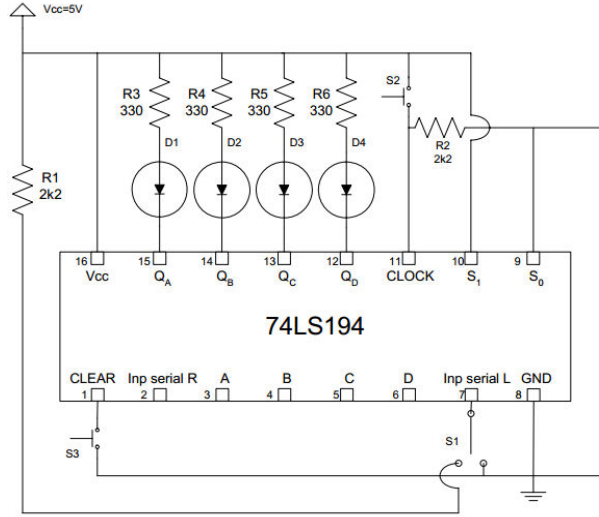 Vcc=5V
R3
330
R4
330
R5
330
R6
330
S2
D1
D2
D3
D4
R2
2k2
R1
2k2
16
15
14
13
12
11
10
9
Vcc
QA
QB
QC
QD
CLOCK
S1
S0
74LS194
CLEAR
Inp serial R
A
B
C
D
Inp serial L
GND
1
2
3
4
5
6
7
8
S3
S1